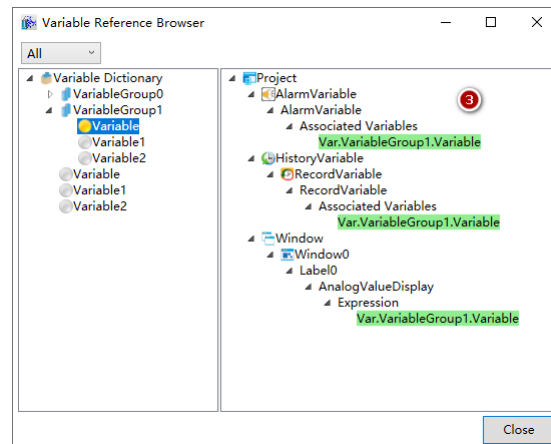 Variable Reference Browser
All
Variable Dictionary
VariableGroup0
VariableGroup1
Variable
Variable1
Variable2
Variable
Variable1
Variable2
Project
3
AlarmVariable
AlarmVariable
Associated Variables
Var.VariableGroup1.Variable
HistoryVariable
RecordVariable
RecordVariable
Associated Variables
Var.VariableGroup1.Variable
Window
Window0
Label0
AnalogValueDisplay
Expression
Var.VariableGroup1.Variable
Close